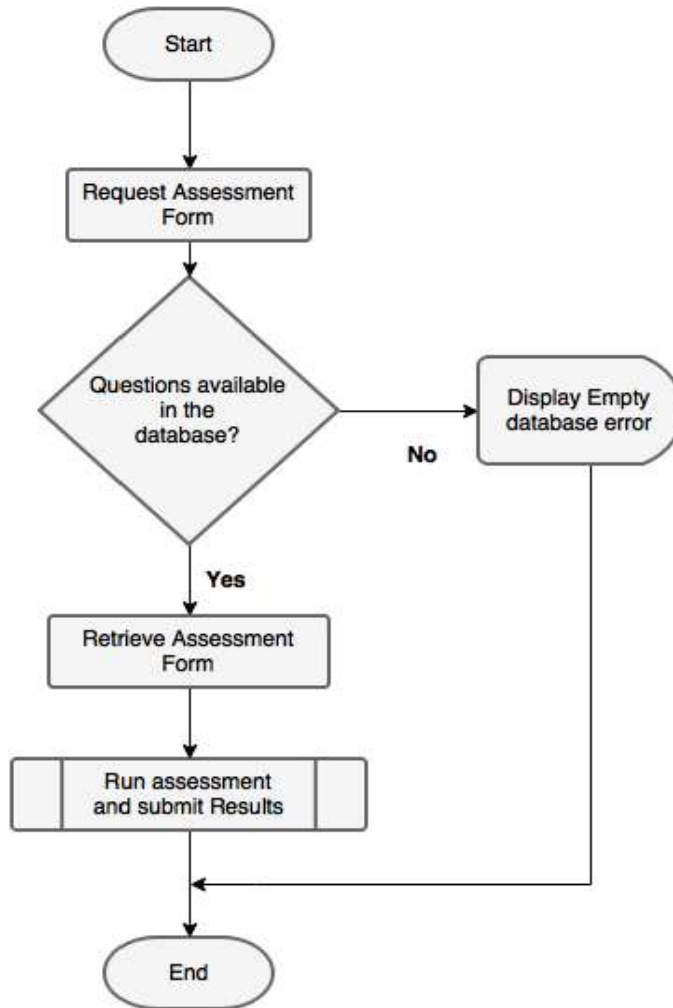 Start
Request Assessment
Form
Questions available
in the
database?
No
Display Empty
database error
Yes
Retrieve Assessment
Form
Run assessment
and submit Results
End